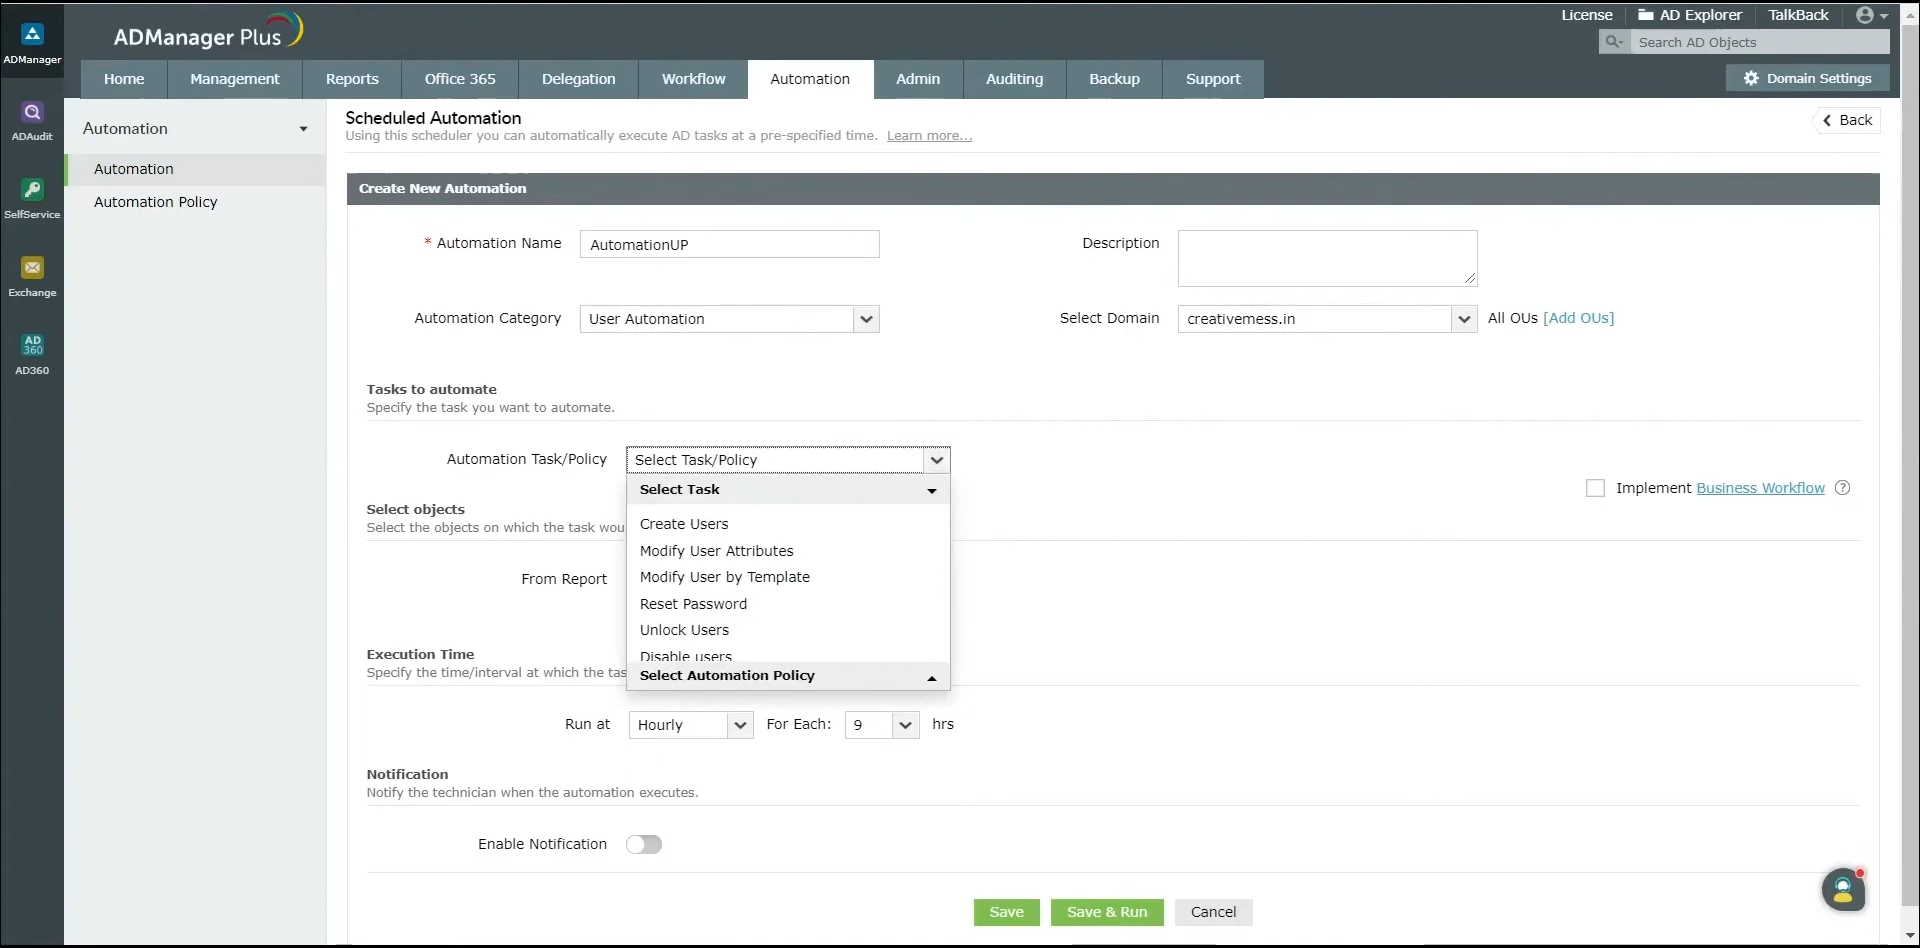 License
AD Explorer
TalkBack
ADManager Plus
Search AD Objects
ADManager
Home
Management
Reports
Office 365
Delegation
Workflow
Automation
Admin
Auditing
Backup
Support
Domain Settings
ADAudit
SelfService
Exchange
AD
360
AD360
Automation
Automation
Automation Policy
Scheduled Automation
Using this scheduler you can automatically execute AD tasks at a pre-specified time. Learn more...
Back
Create New Automation
* Automation Name
AutomationUP
Description
Automation Category
User Automation
Select Domain
creativemess.in
All OUs [Add OUs]
Tasks to automate
Specify the task you want to automate.
Automation Task/Policy
Select Task/Policy
Select Task
Create Users
Modify User Attributes
Modify User by Template
Reset Password
Unlock Users
Disable users
Select Automation Policy
Implement Business Workflow ?
Select objects
Select the objects on which the task wou
From Report
Execution Time
Specify the time/interval at which the tas
Run at
Hourly
For Each:
9
hrs
Notification
Notify the technician when the automation executes.
Enable Notification
Save
Save & Run
Cancel